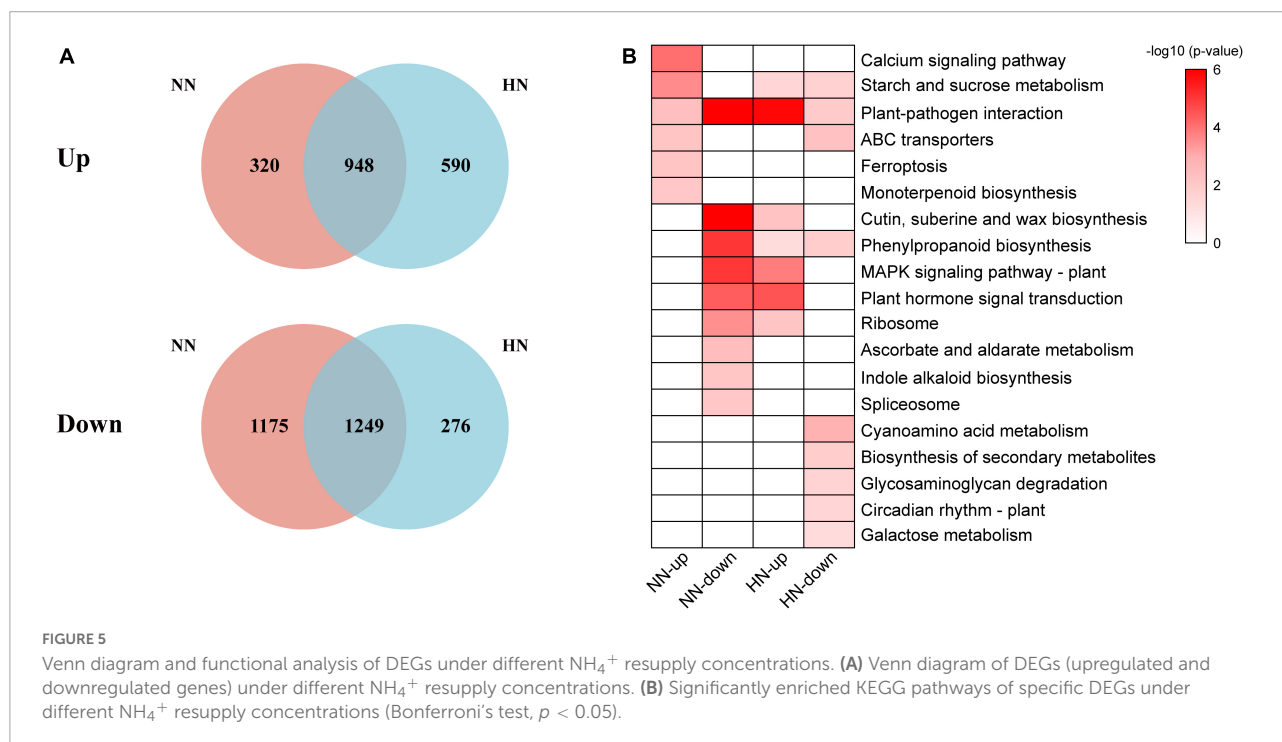 A
NN
HN
Up
320
948
590
NN
HN
Down
1175
1249
276
B
Calcium signaling pathway
Starch and sucrose metabolism
Plant-pathogen interaction
ABC transporters
Ferroptosis
Monoterpenoid biosynthesis
Cutin, suberine and wax biosynthesis
Phenylpropanoid biosynthesis
MAPK signaling pathway - plant
Plant hormone signal transduction
Ribosome
Ascorbate and aldarate metabolism
Indole alkaloid biosynthesis
Spliceosome
Cyanoamino acid metabolism
Biosynthesis of secondary metabolites
Glycosaminoglycan degradation
Circadian rhythm - plant
Galactose metabolism
NN-up
NN-down
HN-up
HN-down
-log10 (p-value)
6
4
2
0
FIGURE 5
Venn diagram and functional analysis of DEGs under different NH₄⁺ resupply concentrations. (A) Venn diagram of DEGs (upregulated and
downregulated genes) under different NH₄⁺ resupply concentrations. (B) Significantly enriched KEGG pathways of specific DEGs under
different NH₄⁺ resupply concentrations (Bonferroni's test, p < 0.05).